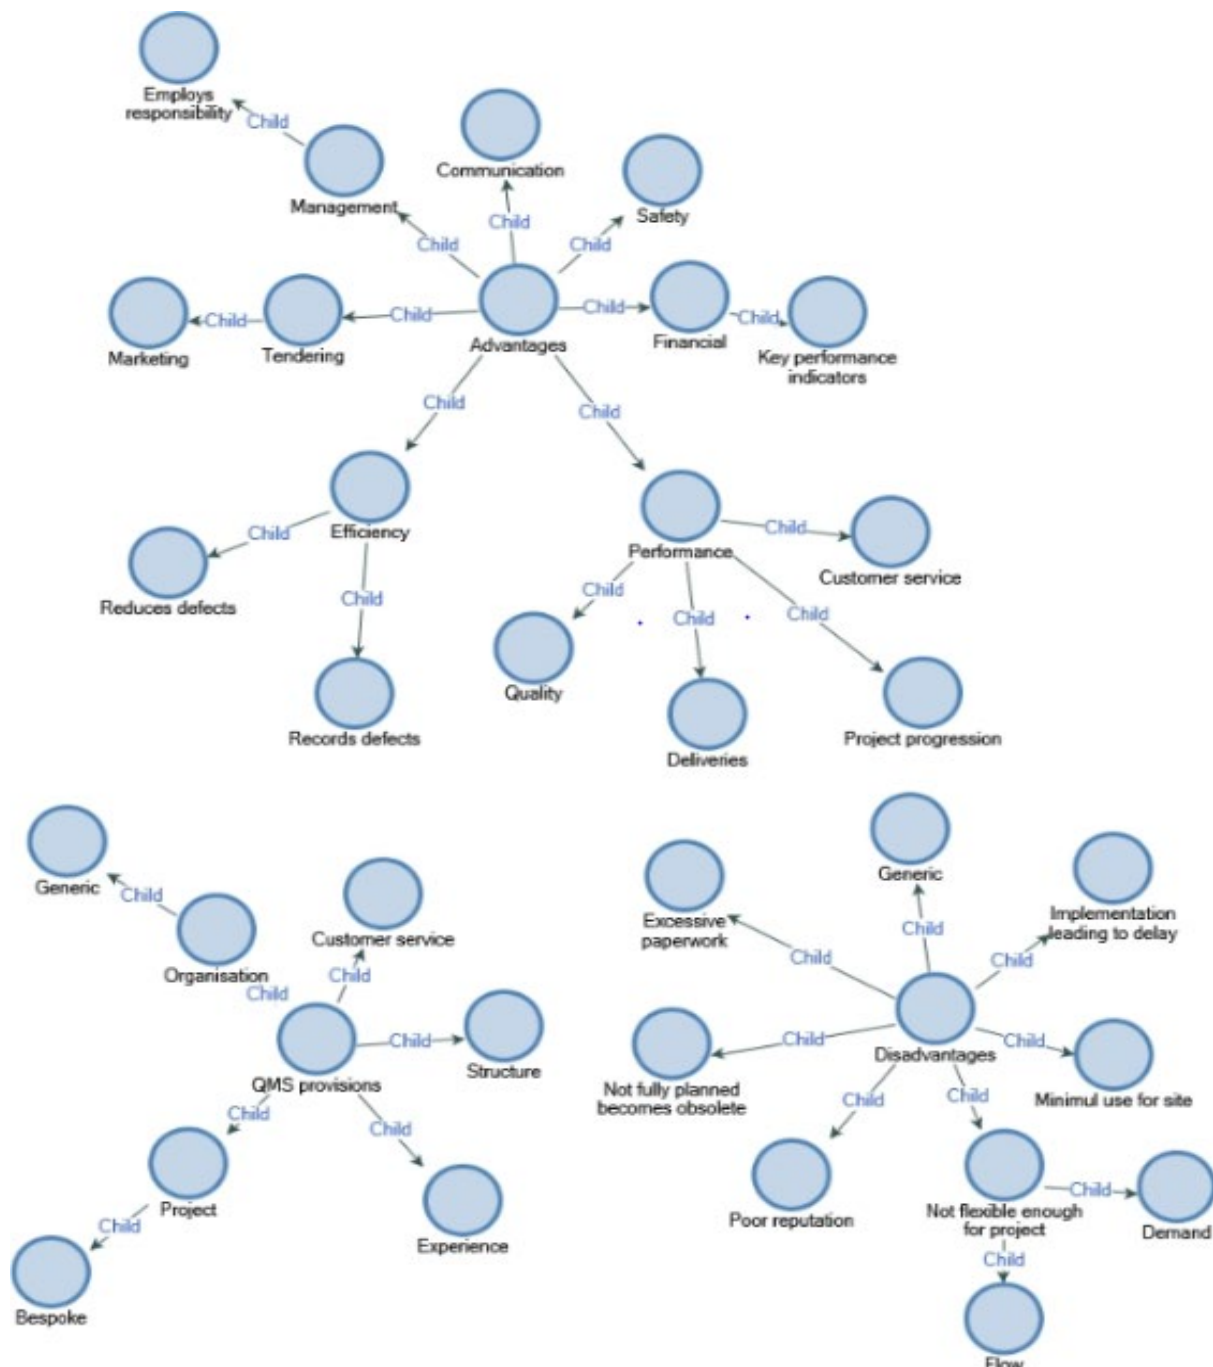 Employs
responsibility
Child
Management
Communication
Child
Child
Safety
Child
Advantages
Child
Financial
Child
Key performance
indicators
Child
Tendering
Child
Marketing
Child
Child
Efficiency
Child
Reduces defects
Child
Records defects
Performance
Child
Customer service
Child
Quality
Child
Deliveries
Child
Project progression
Generic
Child
Organisation
Child
Customer service
Child
QMS provisions
Child
Structure
Child
Project
Child
Bespoke
Child
Experience
Generic
Child
Excessive
paperwork
Child
Implementation
leading to delay
Child
Disadvantages
Child
Not fully planned
becomes obsolete
Child
Minimul use for site
Child
Poor reputation
Child
Not flexible enough
for project
Child
Demand
Child
Flow